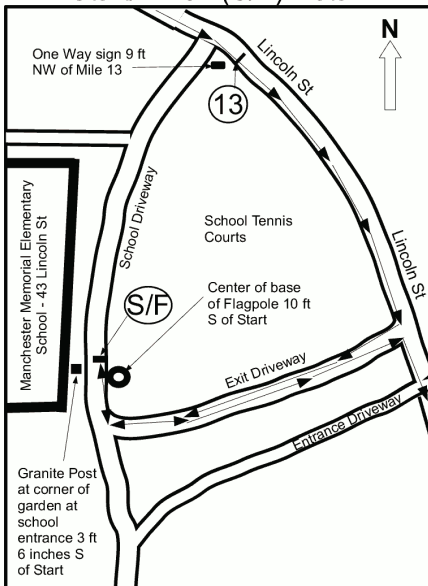 One Way sign 9 ft
NW of Mile 13
Lincoln St
N
13
School Driveway
School Tennis
Courts
Manchester Memorial Elementary
School - 43 Lincoln St
Lincoln St
S/F
Center of base
of Flagpole 10 ft
S of Start
Exit Driveway
Entrance Driveway
Granite Post
at corner of
garden at
school
entrance 3 ft
6 inches S
of Start